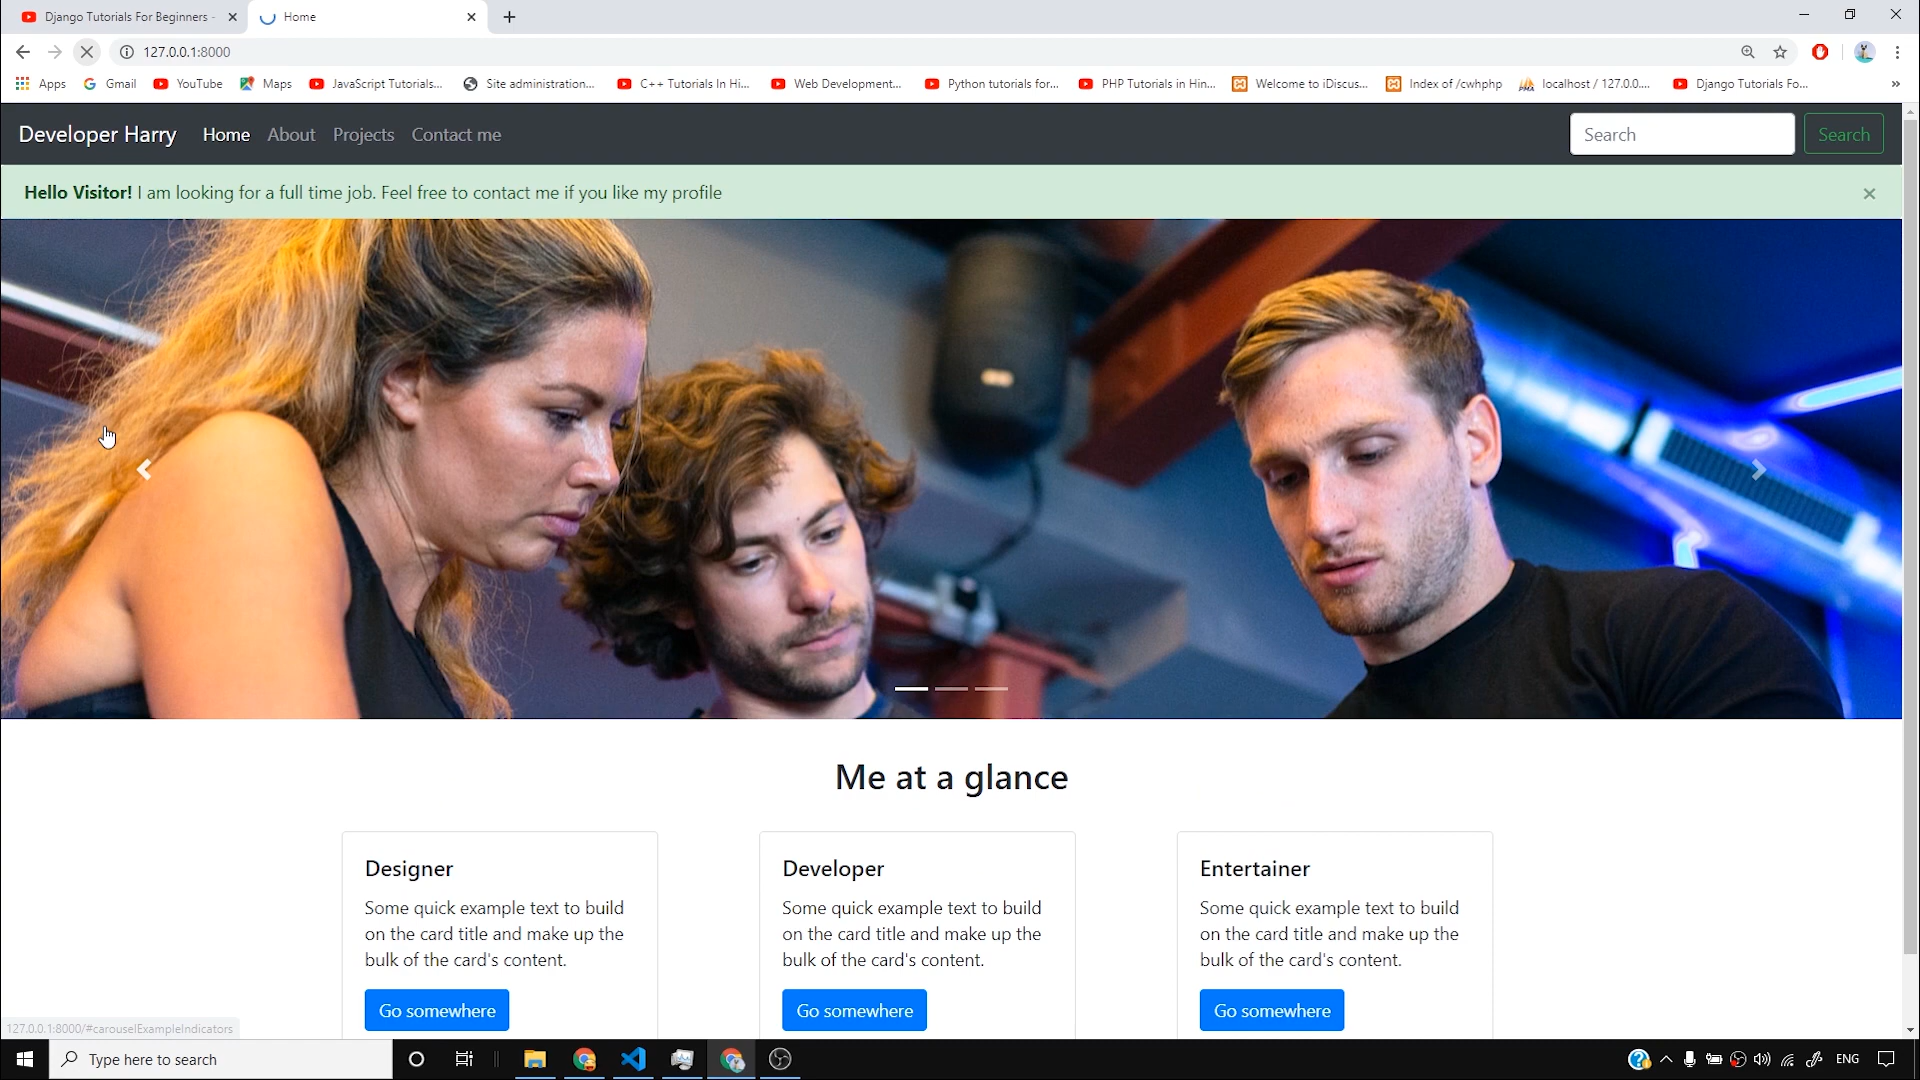 Django Tutorials For Beginners -
Home
127.0.0.1:8000
Apps
Gmail
YouTube
Maps
JavaScript Tutorials...
Site administration...
C++ Tutorials In Hi...
Web Development...
Python tutorials for...
PHP Tutorials in Hin...
Welcome to iDiscus...
Index of /cwhphp
localhost / 127.0.0....
Django Tutorials Fo...
Developer Harry
Home
About
Projects
Contact me
Search
Search
Hello Visitor! I am looking for a full time job. Feel free to contact me if you like my profile
Me at a glance
Designer
Some quick example text to build
on the card title and make up the
bulk of the card's content.
Go somewhere
Developer
Some quick example text to build
on the card title and make up the
bulk of the card's content.
Go somewhere
Entertainer
Some quick example text to build
on the card title and make up the
bulk of the card's content.
Go somewhere
127.0.0.1:8000/#carouselExampleIndicators
Type here to search
ENG